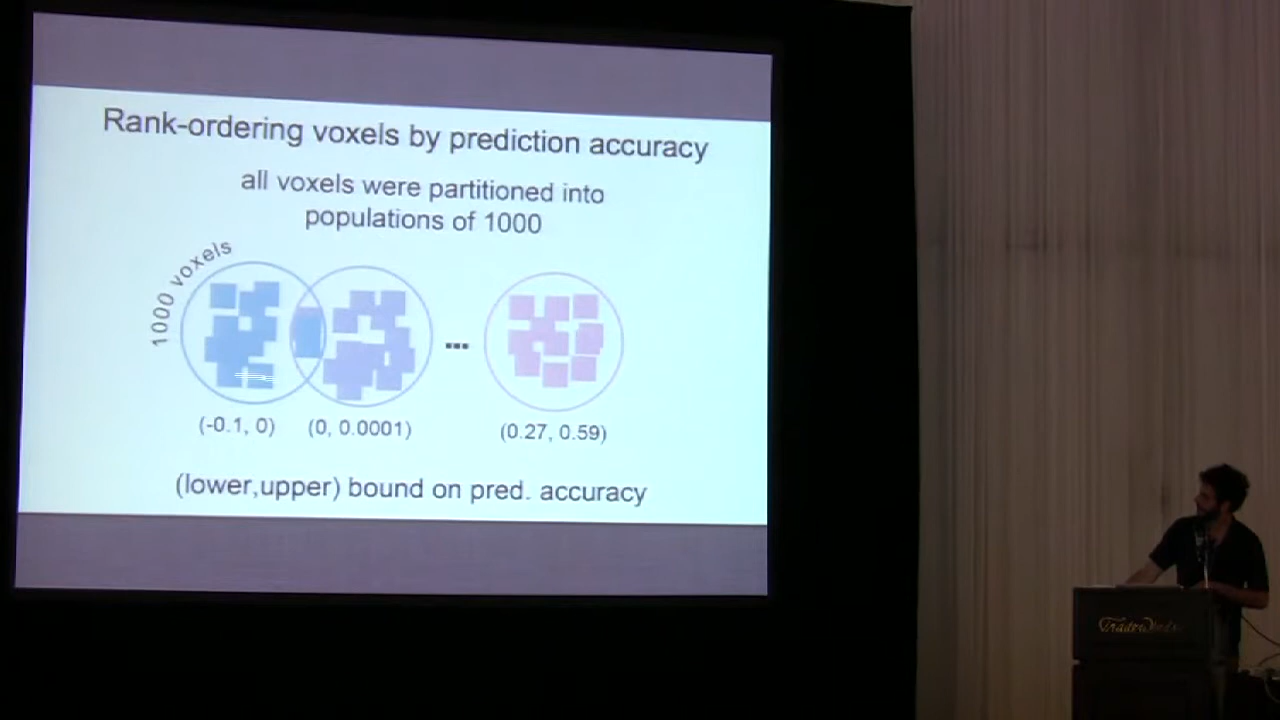 Rank-ordering voxels by prediction accuracy
all voxels were partitioned into
populations of 1000
1000 voxels
...
(-0.1, 0) (0, 0.0001) (0.27, 0.59)
(lower,upper) bound on pred. accuracy
TradeWinds